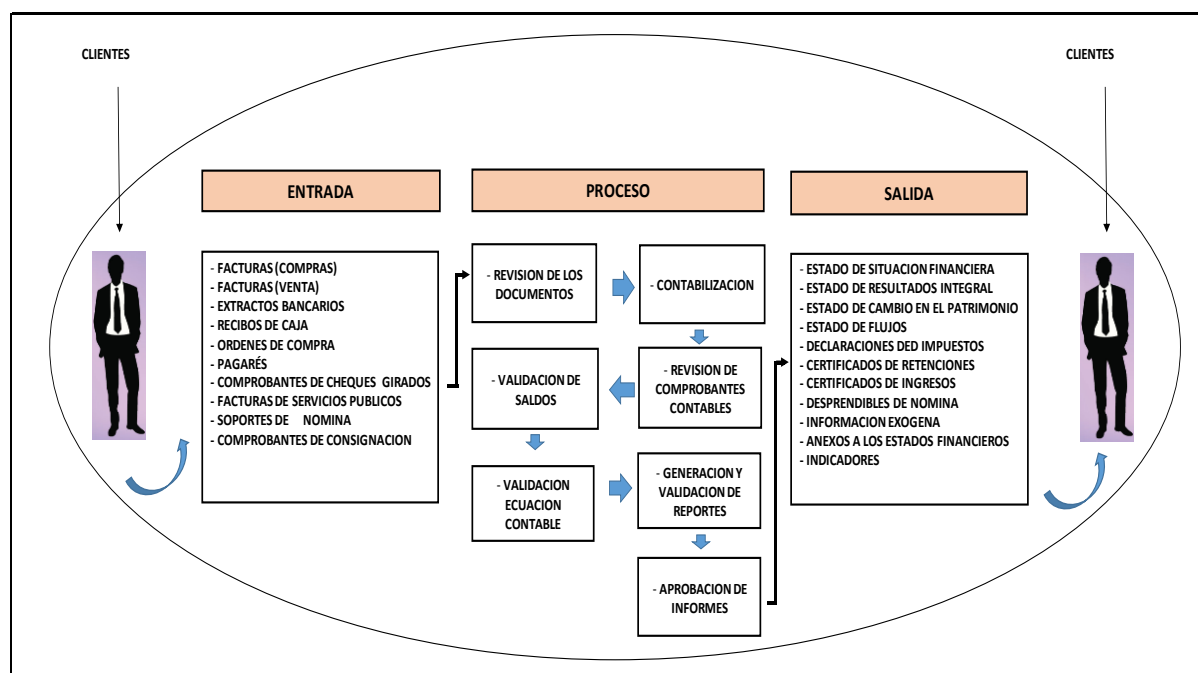 CLIENTES
CLIENTES
ENTRADA
PROCESO
SALIDA
- FACTURAS (COMPRAS)
- FACTURAS (VENTA)
- EXTRACTOS BANCARIOS
- RECIBOS DE CAJA
- ORDENES DE COMPRA
- PAGARÉS
- COMPROBANTES DE CHEQUES GIRADOS
- FACTURAS DE SERVICIOS PUBLICOS
- SOPORTES DE NOMINA
- COMPROBANTES DE CONSIGNACION
- REVISION DE LOS
DOCUMENTOS
- CONTABILIZACION
- REVISION DE
COMPROBANTES
CONTABLES
- VALIDACION DE
SALDOS
- VALIDACION
ECUACION
CONTABLE
- GENERACION Y
VALIDACION DE
REPORTES
- APROBACION DE
INFORMES
- ESTADO DE SITUACION FINANCIERA
- ESTADO DE RESULTADOS INTEGRAL
- ESTADO DE CAMBIO EN EL PATRIMONIO
- ESTADO DE FLUJOS
- DECLARACIONES DED IMPUESTOS
- CERTIFICADOS DE RETENCIONES
- CERTIFICADOS DE INGRESOS
- DESPRENDIBLES DE NOMINA
- INFORMACION EXOGENA
- ANEXOS A LOS ESTADOS FINANCIEROS
- INDICADORES